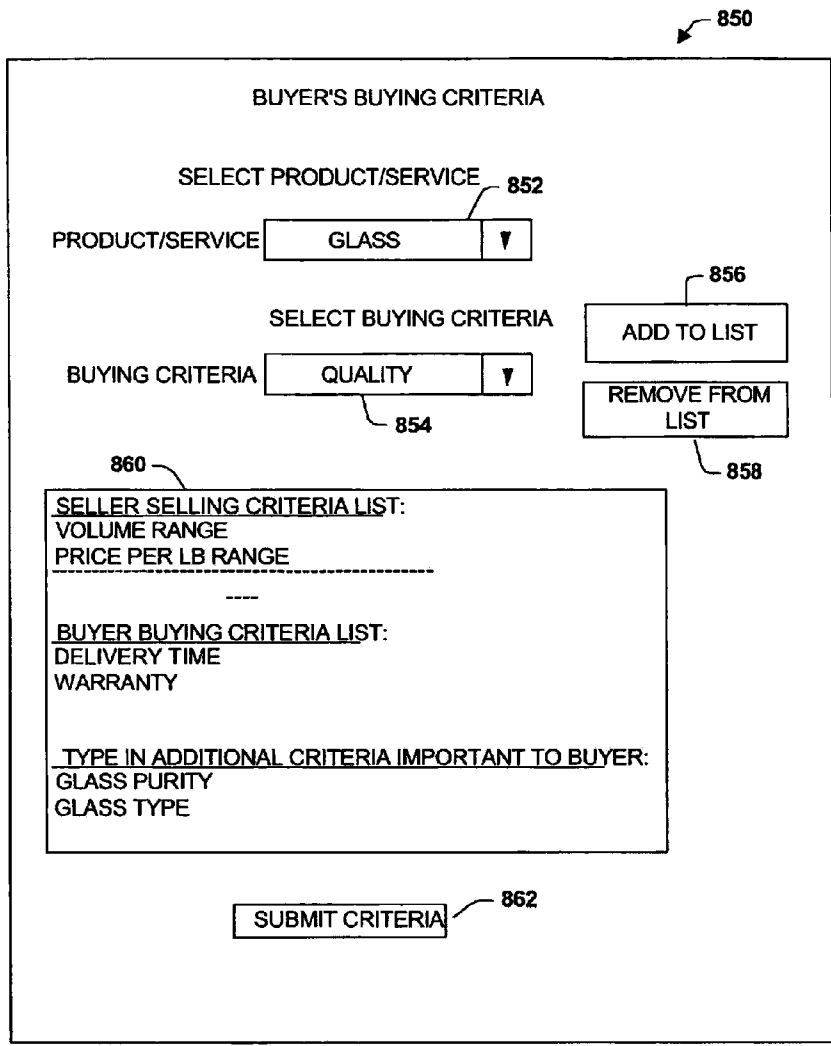 850
BUYER'S BUYING CRITERIA
SELECT PRODUCT/SERVICE
852
PRODUCT/SERVICE GLASS
856
SELECT BUYING CRITERIA
ADD TO LIST
BUYING CRITERIA QUALITY
854
REMOVE FROM
LIST
858
860
SELLER SELLING CRITERIA LIST:
VOLUME RANGE
PRICE PER LB RANGE
BUYER BUYING CRITERIA LIST:
DELIVERY TIME
WARRANTY
TYPE IN ADDITIONAL CRITERIA IMPORTANT TO BUYER:
GLASS PURITY
GLASS TYPE
862
SUBMIT CRITERIA